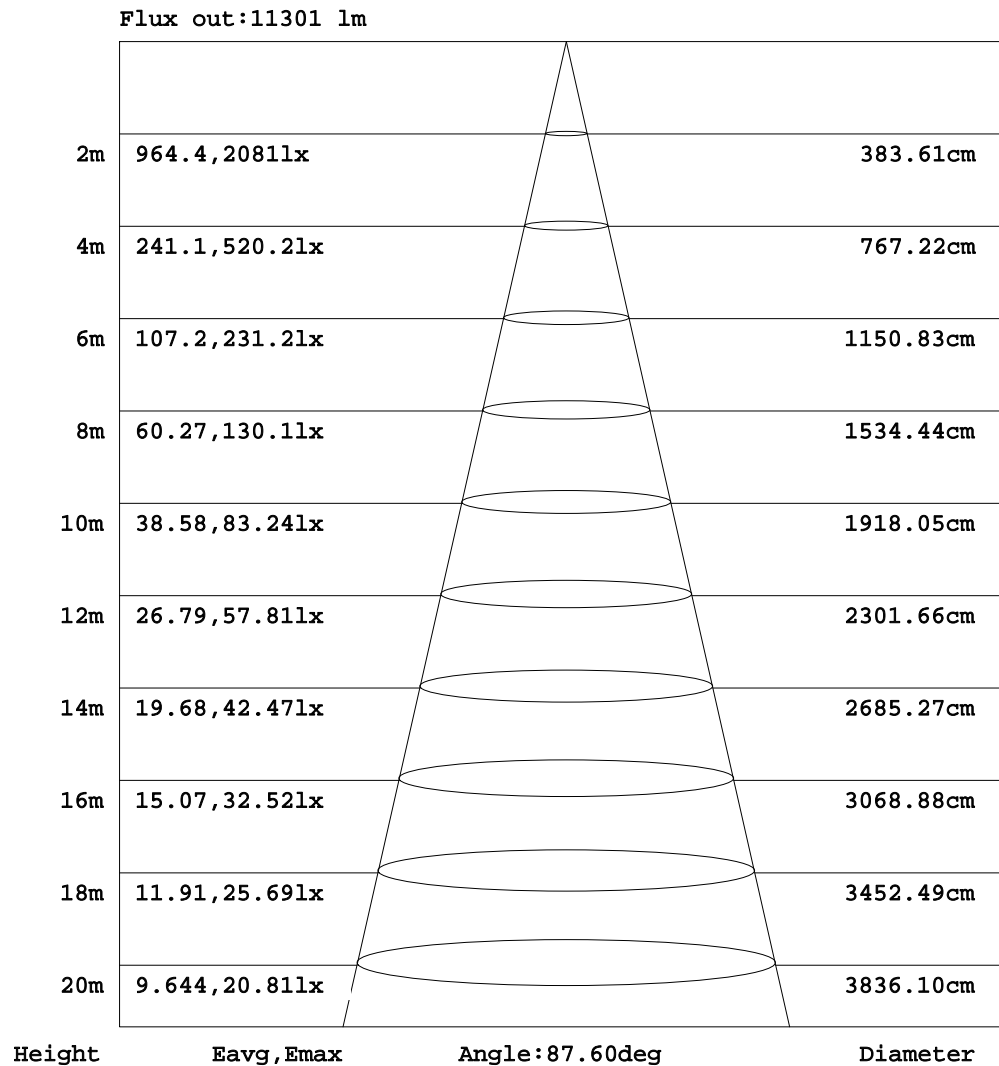 Flux out:11301 lm
2m 964.4,2081lx 383.61cm
4m 241.1,520.2lx 767.22cm
6m 107.2,231.2lx 1150.83cm
8m 60.27,130.1lx 1534.44cm
10m 38.58,83.24lx 1918.05cm
12m 26.79,57.81lx 2301.66cm
14m 19.68,42.47lx 2685.27cm
16m 15.07,32.52lx 3068.88cm
18m 11.91,25.69lx 3452.49cm
20m 9.644,20.81lx 3836.10cm
Height Eavg,Emax Angle:87.60deg Diameter